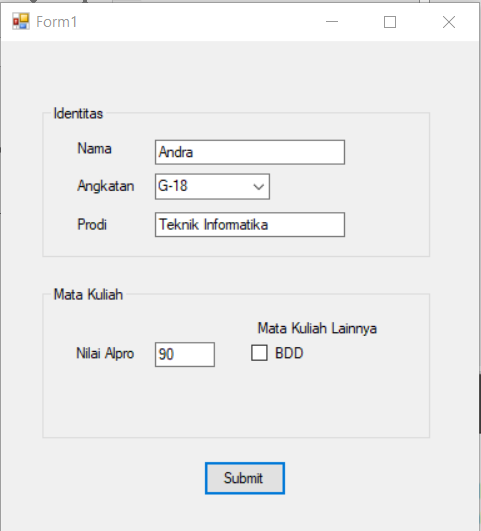 Form1
Identitas
Nama Andra
Angkatan G-18
Prodi Teknik Informatika
Mata Kuliah
Mata Kuliah Lainnya
Nilai Alpro 90 BDD
Submit